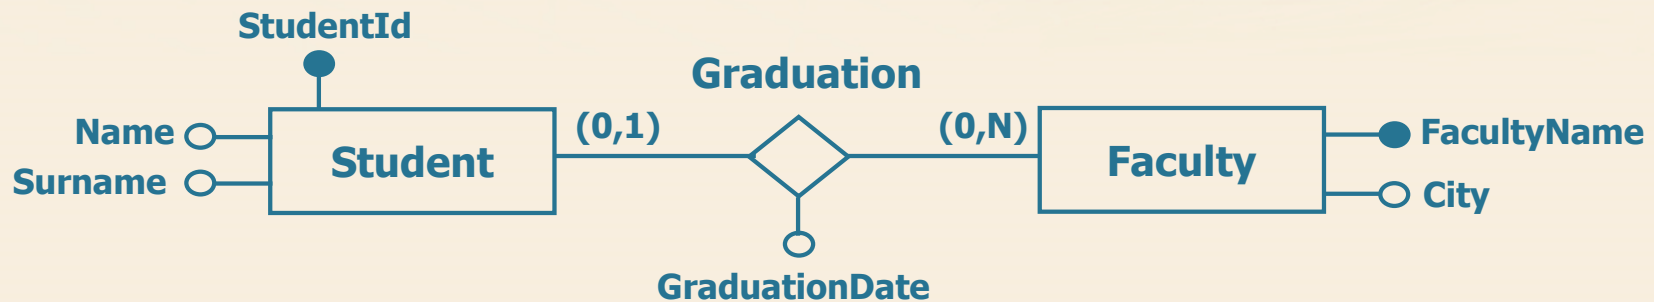 StudentId
Graduation
Name
Surname
Student
(0,1)
(0,N)
Faculty
FacultyName
City
GraduationDate